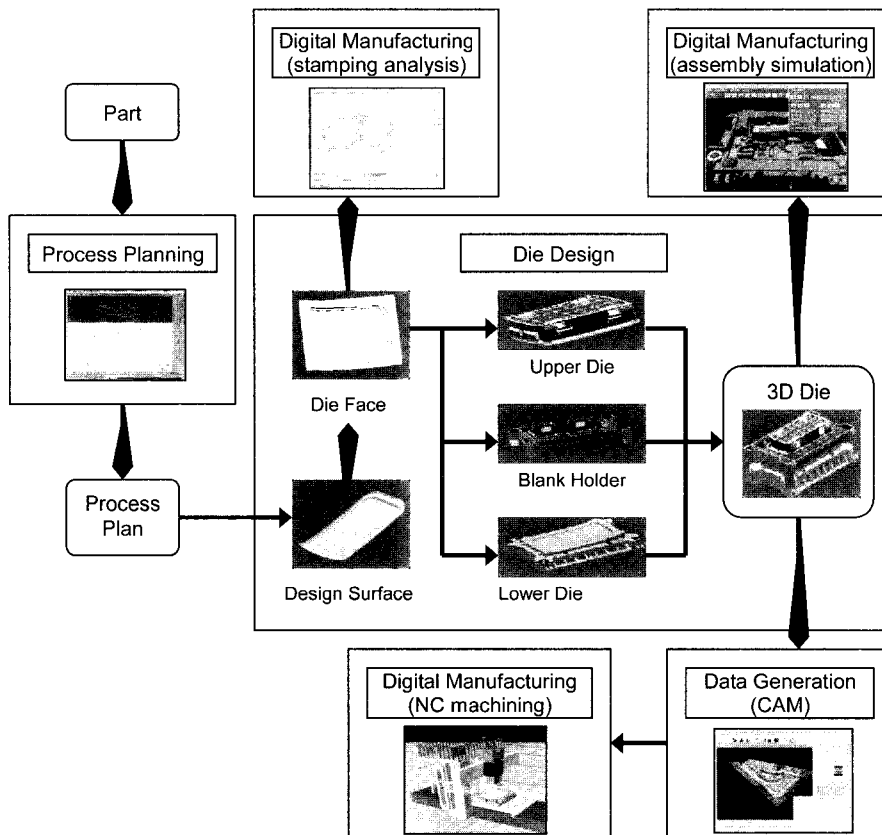 Digital Manufacturing
(stamping analysis)
Digital Manufacturing
(assembly simulation)
Part
Process Planning
Die Design
Die Face
Upper Die
3D Die
Blank Holder
Process
Plan
Design Surface
Lower Die
Digital Manufacturing
(NC machining)
Data Generation
(CAM)